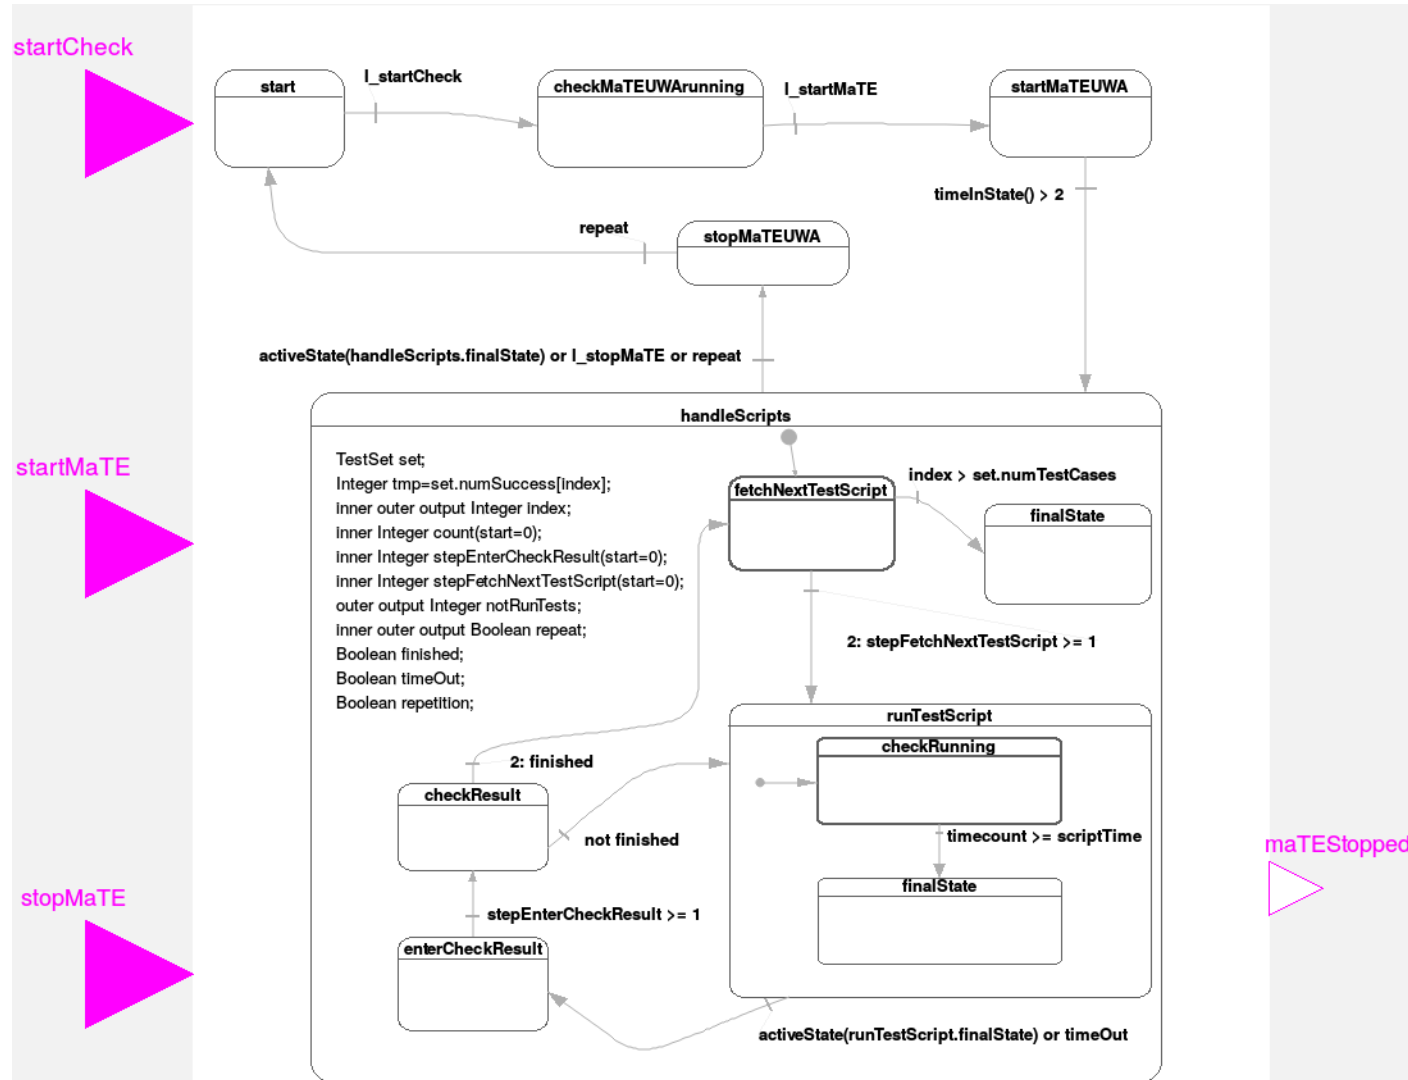 startCheck
start
I_startCheck
checkMaTEUWArunning
I_startMaTE
startMaTEUWA
timeInState() > 2
repeat
stopMaTEUWA
activeState(handleScripts.finalState) or I_stopMaTE or repeat
handleScripts
startMaTE
TestSet set;
Integer tmp=set.numSuccess[index];
inner outer output Integer index;
inner Integer count(start=0);
inner Integer stepEnterCheckResult(start=0);
inner Integer stepFetchNextTestScript(start=0);
outer output Integer notRunTests;
inner outer output Boolean repeat;
Boolean finished;
Boolean timeOut;
Boolean repetition;
fetchNextTestScript
index > set.numTestCases
finalState
2: stepFetchNextTestScript >= 1
runTestScript
checkRunning
timecount >= scriptTime
finalState
2: finished
checkResult
not finished
stepEnterCheckResult >= 1
enterCheckResult
activeState(runTestScript.finalState) or timeOut
stopMaTE
maTEStopped